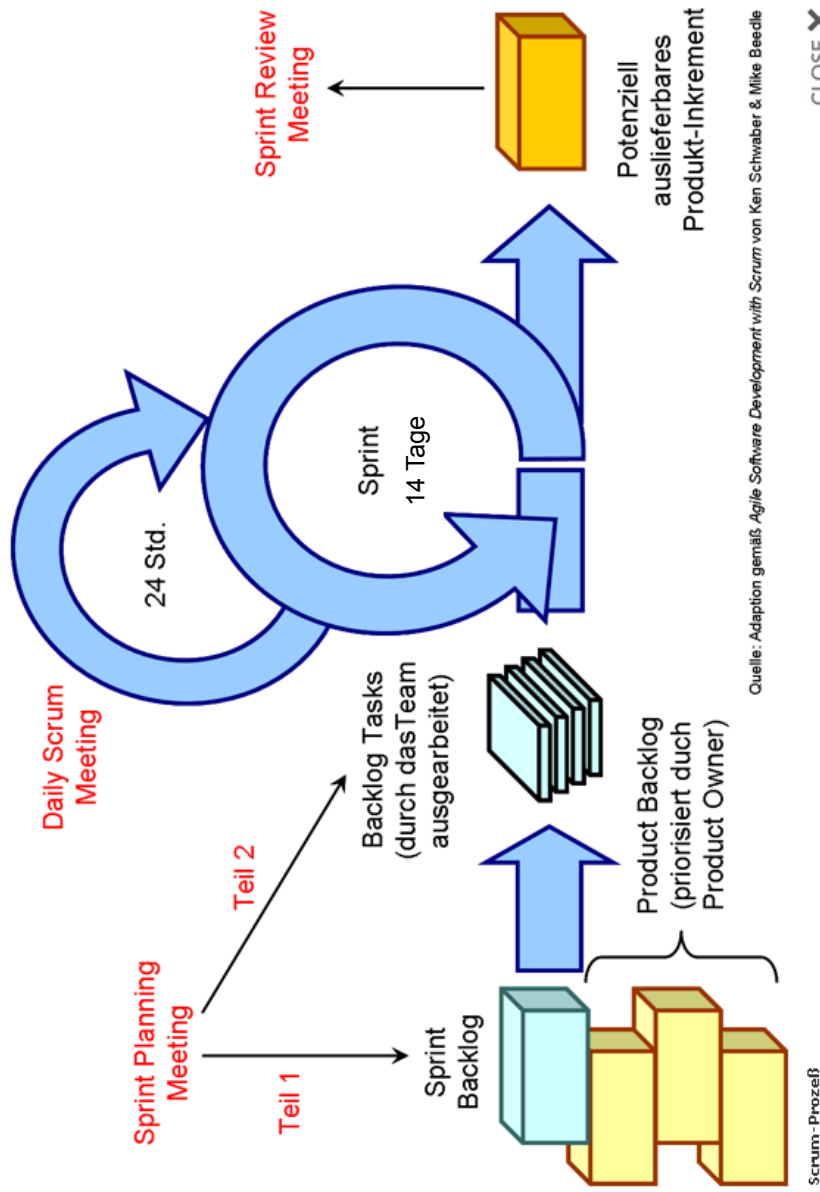 Sprint Planning
Meeting
Teil 1
Teil 2
Daily Scrum
Meeting
24 Std.
Sprint
14 Tage
Sprint Review
Meeting
Sprint
Backlog
Backlog Tasks
(durch dasTeam
ausgearbeitet)
Product Backlog
(priorisiert duch
Product Owner)
Potenziell
auslieferbares
Produkt-Inkrement
Quelle: Adaption gemäß Agile Software Development with Scrum von Ken Schwaber & Mike Beedle
Scrum-Prozeß
CLOSE X